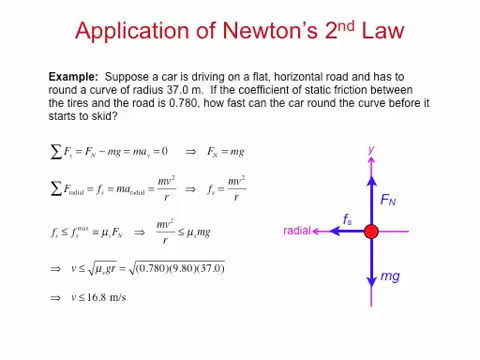 Application of Newton's 2nd Law
Example: Suppose a car is driving on a flat, horizontal road and has to
round a curve of radius 37.0 m. If the coefficient of static friction between
the tires and the road is 0.780, how fast can the car round the curve before it
starts to skid?
∑F_y = F_N − mg = ma_y = 0 ⇒ F_N = mg
∑F_radial = f_s = ma_radial = mv²/r ⇒ f_s = mv²/r
f_s ≤ f_s^max ≡ μ_s F_N ⇒ mv²/r ≤ μ_s mg
⇒ v ≤ √(μ_s gr) = √((0.780)(9.80)(37.0))
⇒ v ≤ 16.8 m/s
y
F_N
f_s
radial
mg